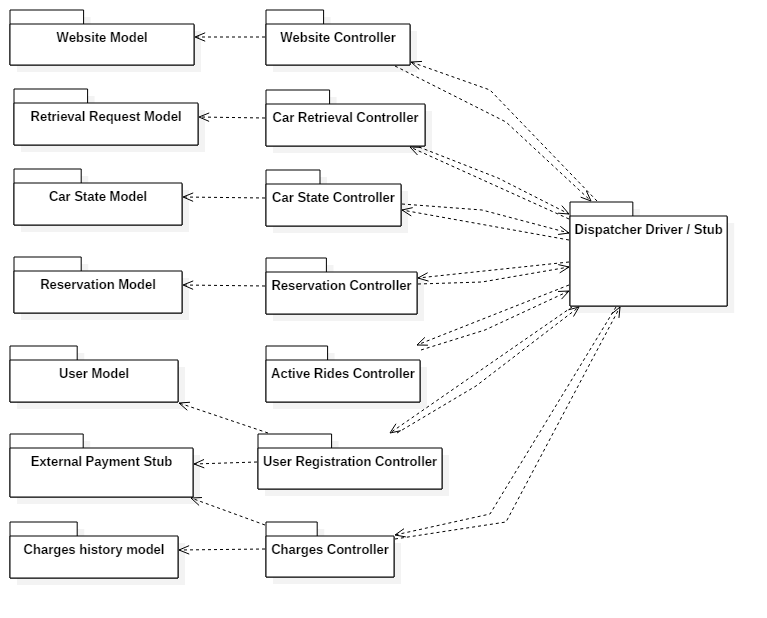 Website Model
Website Controller
Retrieval Request Model
Car Retrieval Controller
Car State Model
Car State Controller
Dispatcher Driver / Stub
Reservation Model
Reservation Controller
User Model
Active Rides Controller
External Payment Stub
User Registration Controller
Charges history model
Charges Controller